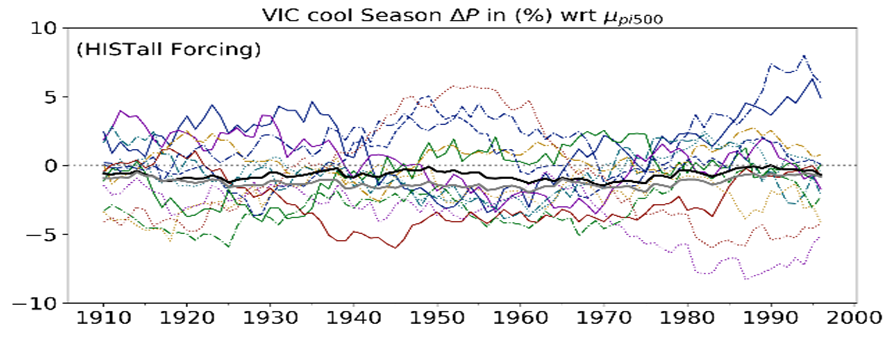 VIC cool Season ΔP in (%) wrt μpi500
10
(HISTall Forcing)
5
0
−5
−10
1910 1920 1930 1940 1950 1960 1970 1980 1990 2000